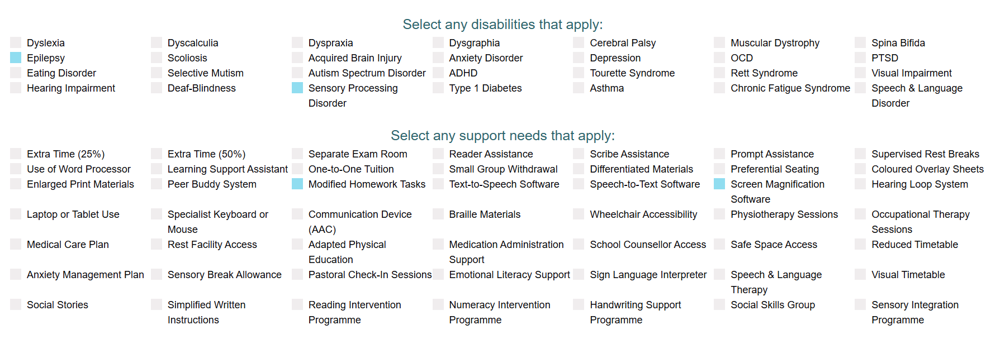 Select any disabilities that apply:
Dyslexia Dyscalculia Dyspraxia Dysgraphia Cerebral Palsy Muscular Dystrophy Spina Bifida
Epilepsy Scoliosis Acquired Brain Injury Anxiety Disorder Depression OCD PTSD
Eating Disorder Selective Mutism Autism Spectrum Disorder ADHD Tourette Syndrome Rett Syndrome Visual Impairment
Hearing Impairment Deaf-Blindness Sensory Processing Type 1 Diabetes Asthma Chronic Fatigue Syndrome Speech & Language
Disorder Disorder
Select any support needs that apply:
Extra Time (25%) Extra Time (50%) Separate Exam Room Reader Assistance Scribe Assistance Prompt Assistance Supervised Rest Breaks
Use of Word Processor Learning Support Assistant One-to-One Tuition Small Group Withdrawal Differentiated Materials Preferential Seating Coloured Overlay Sheets
Enlarged Print Materials Peer Buddy System Modified Homework Tasks Text-to-Speech Software Speech-to-Text Software Screen Magnification Hearing Loop System
Software
Laptop or Tablet Use Specialist Keyboard or Communication Device Braille Materials Wheelchair Accessibility Physiotherapy Sessions Occupational Therapy
Mouse (AAC) Sessions
Medical Care Plan Rest Facility Access Adapted Physical Medication Administration School Counsellor Access Safe Space Access Reduced Timetable
Education Support
Anxiety Management Plan Sensory Break Allowance Pastoral Check-In Sessions Emotional Literacy Support Sign Language Interpreter Speech & Language Visual Timetable
Therapy
Social Stories Simplified Written Reading Intervention Numeracy Intervention Handwriting Support Social Skills Group Sensory Integration
Instructions Programme Programme Programme Programme